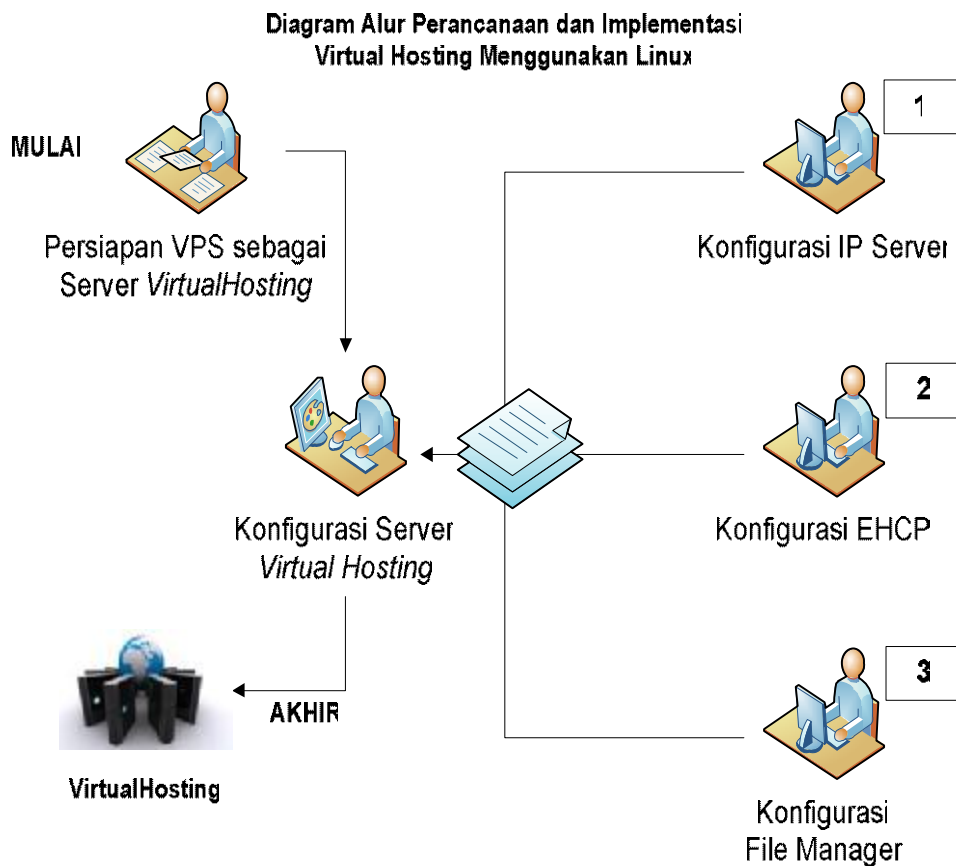 Diagram Alur Perancanaan dan Implementasi
Virtual Hosting Menggunakan Linux
MULAI
Persiapan VPS sebagai
Server VirtualHosting
1
Konfigurasi IP Server
2
Konfigurasi EHCP
Konfigurasi Server
Virtual Hosting
3
Konfigurasi
File Manager
AKHIR
VirtualHosting